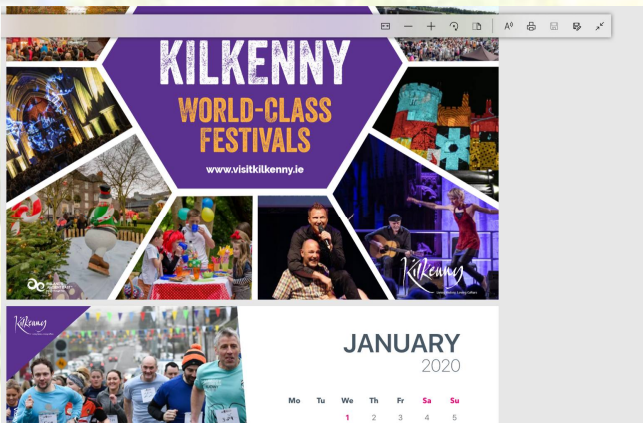 KILKENNY
WORLD-CLASS
FESTIVALS
www.visitkilkenny.ie
Kilkenny
Kilkenny
JANUARY
2020
Mo Tu We Th Fr Sa Su
1 2 3 4 5